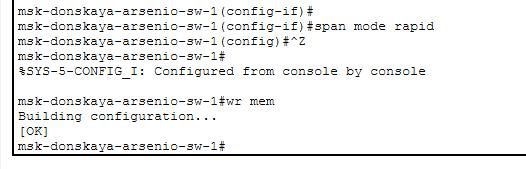 msk-donskaya-arsenio-sw-1(config-if)#
msk-donskaya-arsenio-sw-1(config-if)#span mode rapid
msk-donskaya-arsenio-sw-1(config)#^Z
msk-donskaya-arsenio-sw-1#
%SYS-5-CONFIG_I: Configured from console by console
msk-donskaya-arsenio-sw-1#wr mem
Building configuration...
[OK]
msk-donskaya-arsenio-sw-1#